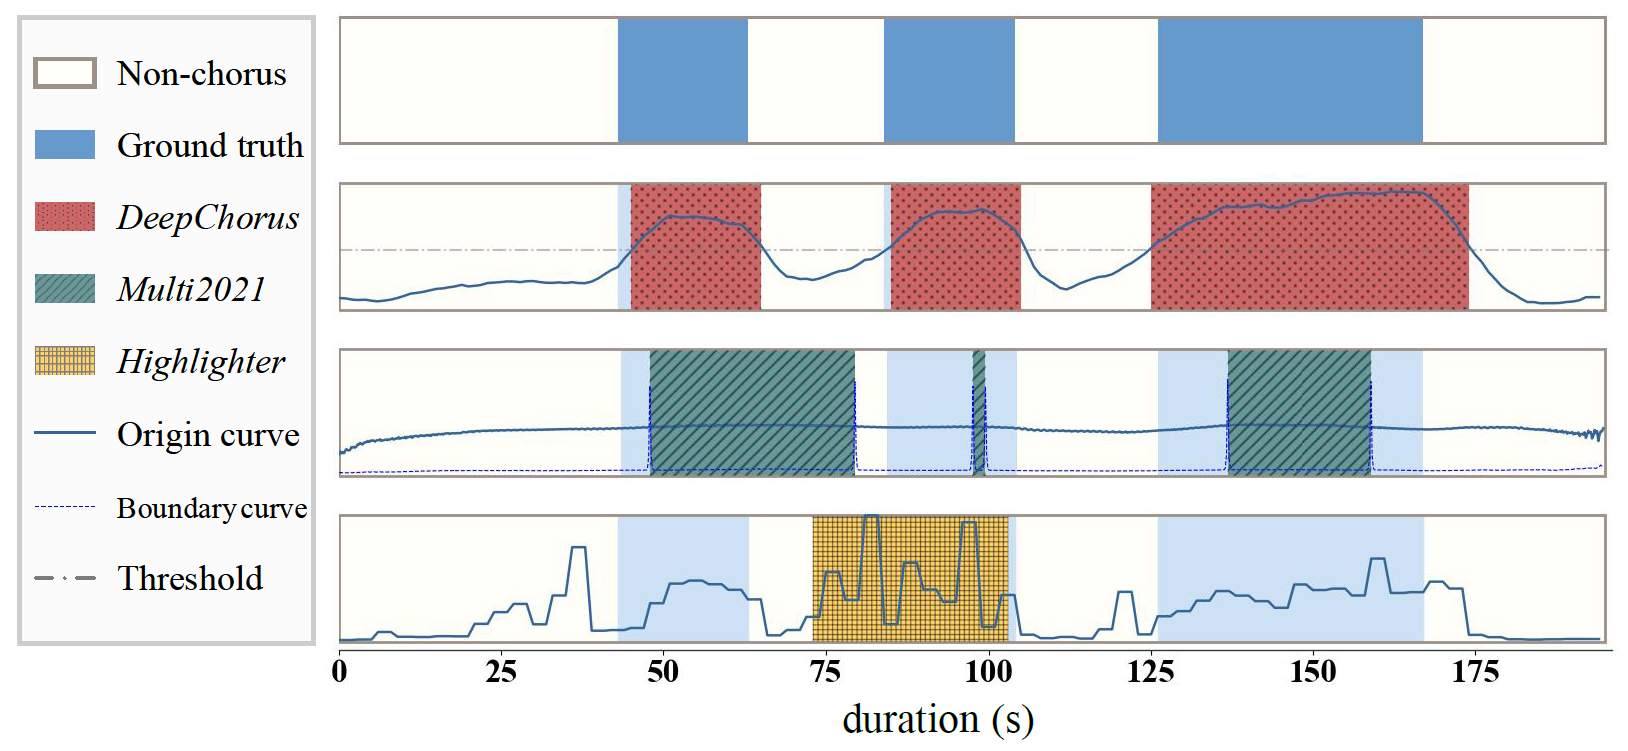 Non-chorus
Ground truth
DeepChorus
Multi2021
Highlighter
Origin curve
Boundary curve
Threshold
0 25 50 75 100 125 150 175
duration (s)